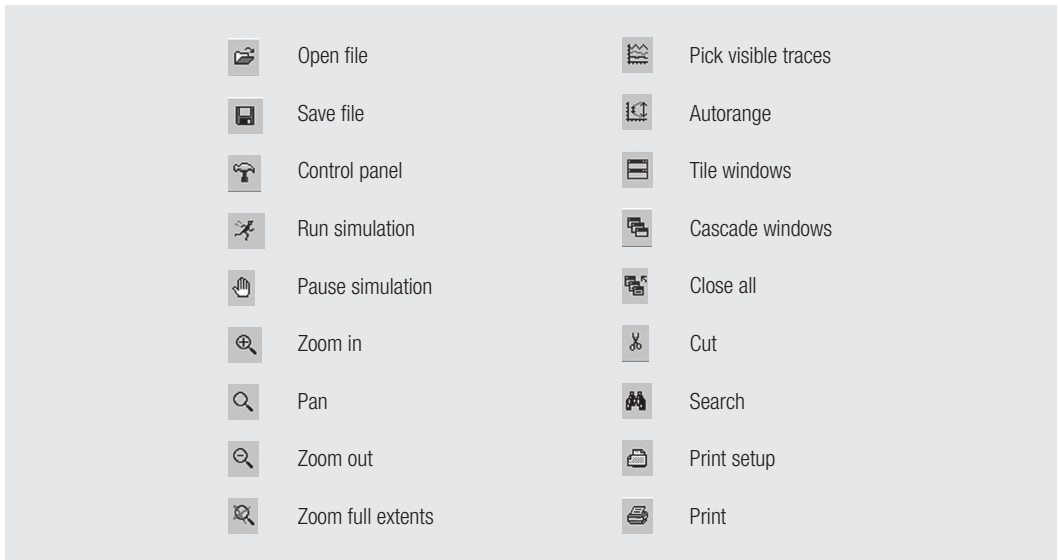 Open file
Save file
Control panel
Run simulation
Pause simulation
Zoom in
Pan
Zoom out
Zoom full extents
Pick visible traces
Autorange
Tile windows
Cascade windows
Close all
Cut
Search
Print setup
Print